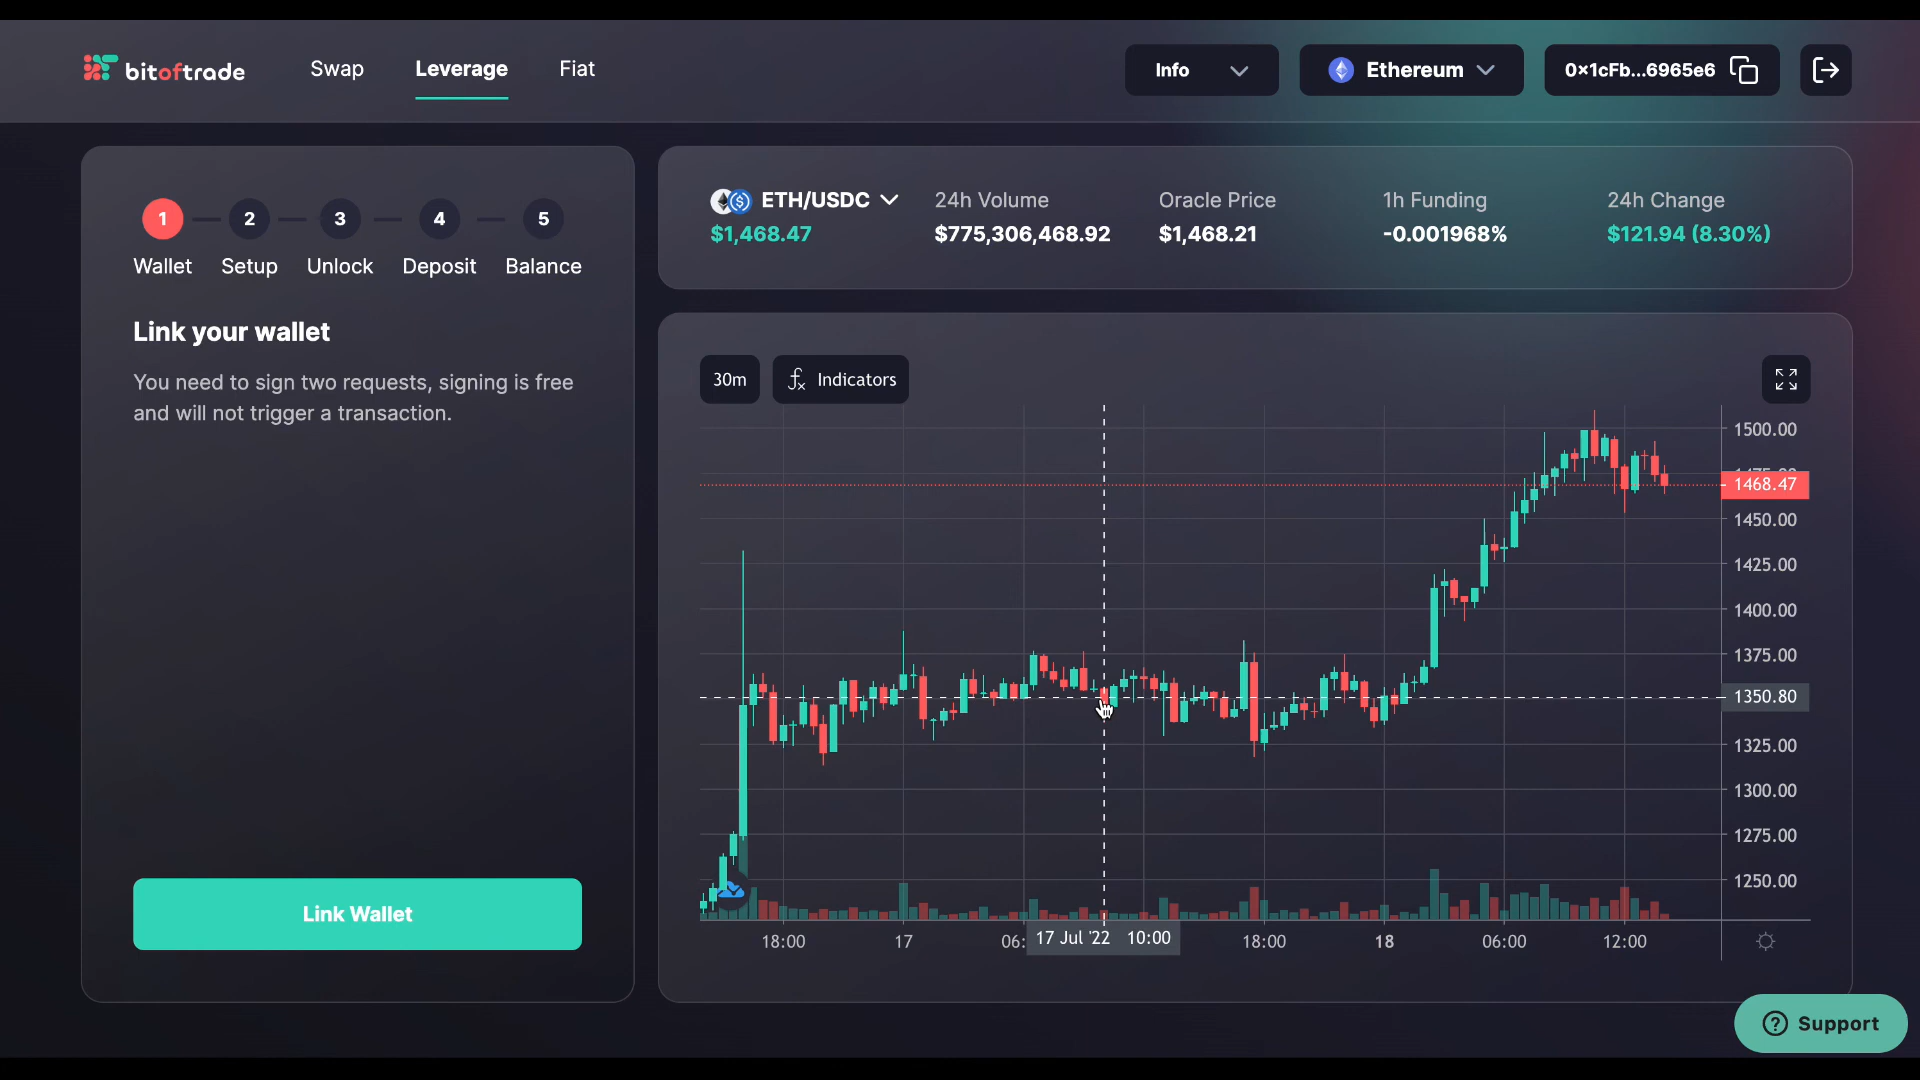 bitoftrade
Swap
Leverage
Fiat
Info
Ethereum
0x1cFb...6965e6
1
2
3
4
5
Wallet
Setup
Unlock
Deposit
Balance
Link your wallet
You need to sign two requests, signing is free
and will not trigger a transaction.
Link Wallet
ETH/USDC
$1,468.47
24h Volume
$775,306,468.92
Oracle Price
$1,468.21
1h Funding
-0.001968%
24h Change
$121.94 (8.30%)
30m
fx Indicators
1500.00
1468.47
1450.00
1425.00
1400.00
1375.00
1350.80
1325.00
1300.00
1275.00
1250.00
18:00
17
06:
17 Jul '22 10:00
18:00
18
06:00
12:00
Support